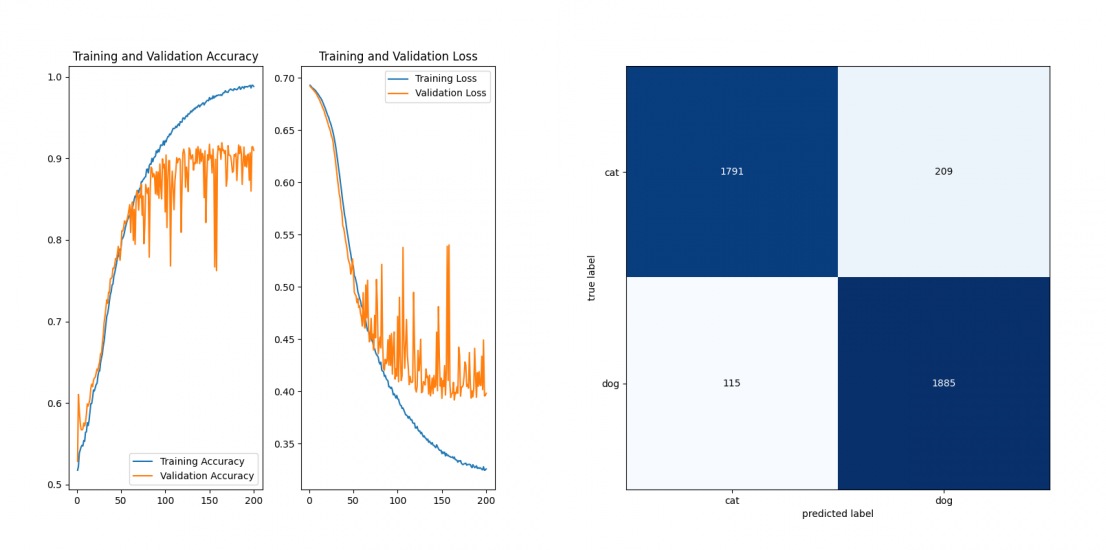 Training and Validation Accuracy
1.0
0.9
0.8
0.7
0.6
0.5
0
50
100
150
200
Training Accuracy
Validation Accuracy
Training and Validation Loss
0.70
0.65
0.60
0.55
0.50
0.45
0.40
0.35
0
50
100
150
200
Training Loss
Validation Loss
true label
cat
1791
209
dog
115
1885
cat
dog
predicted label